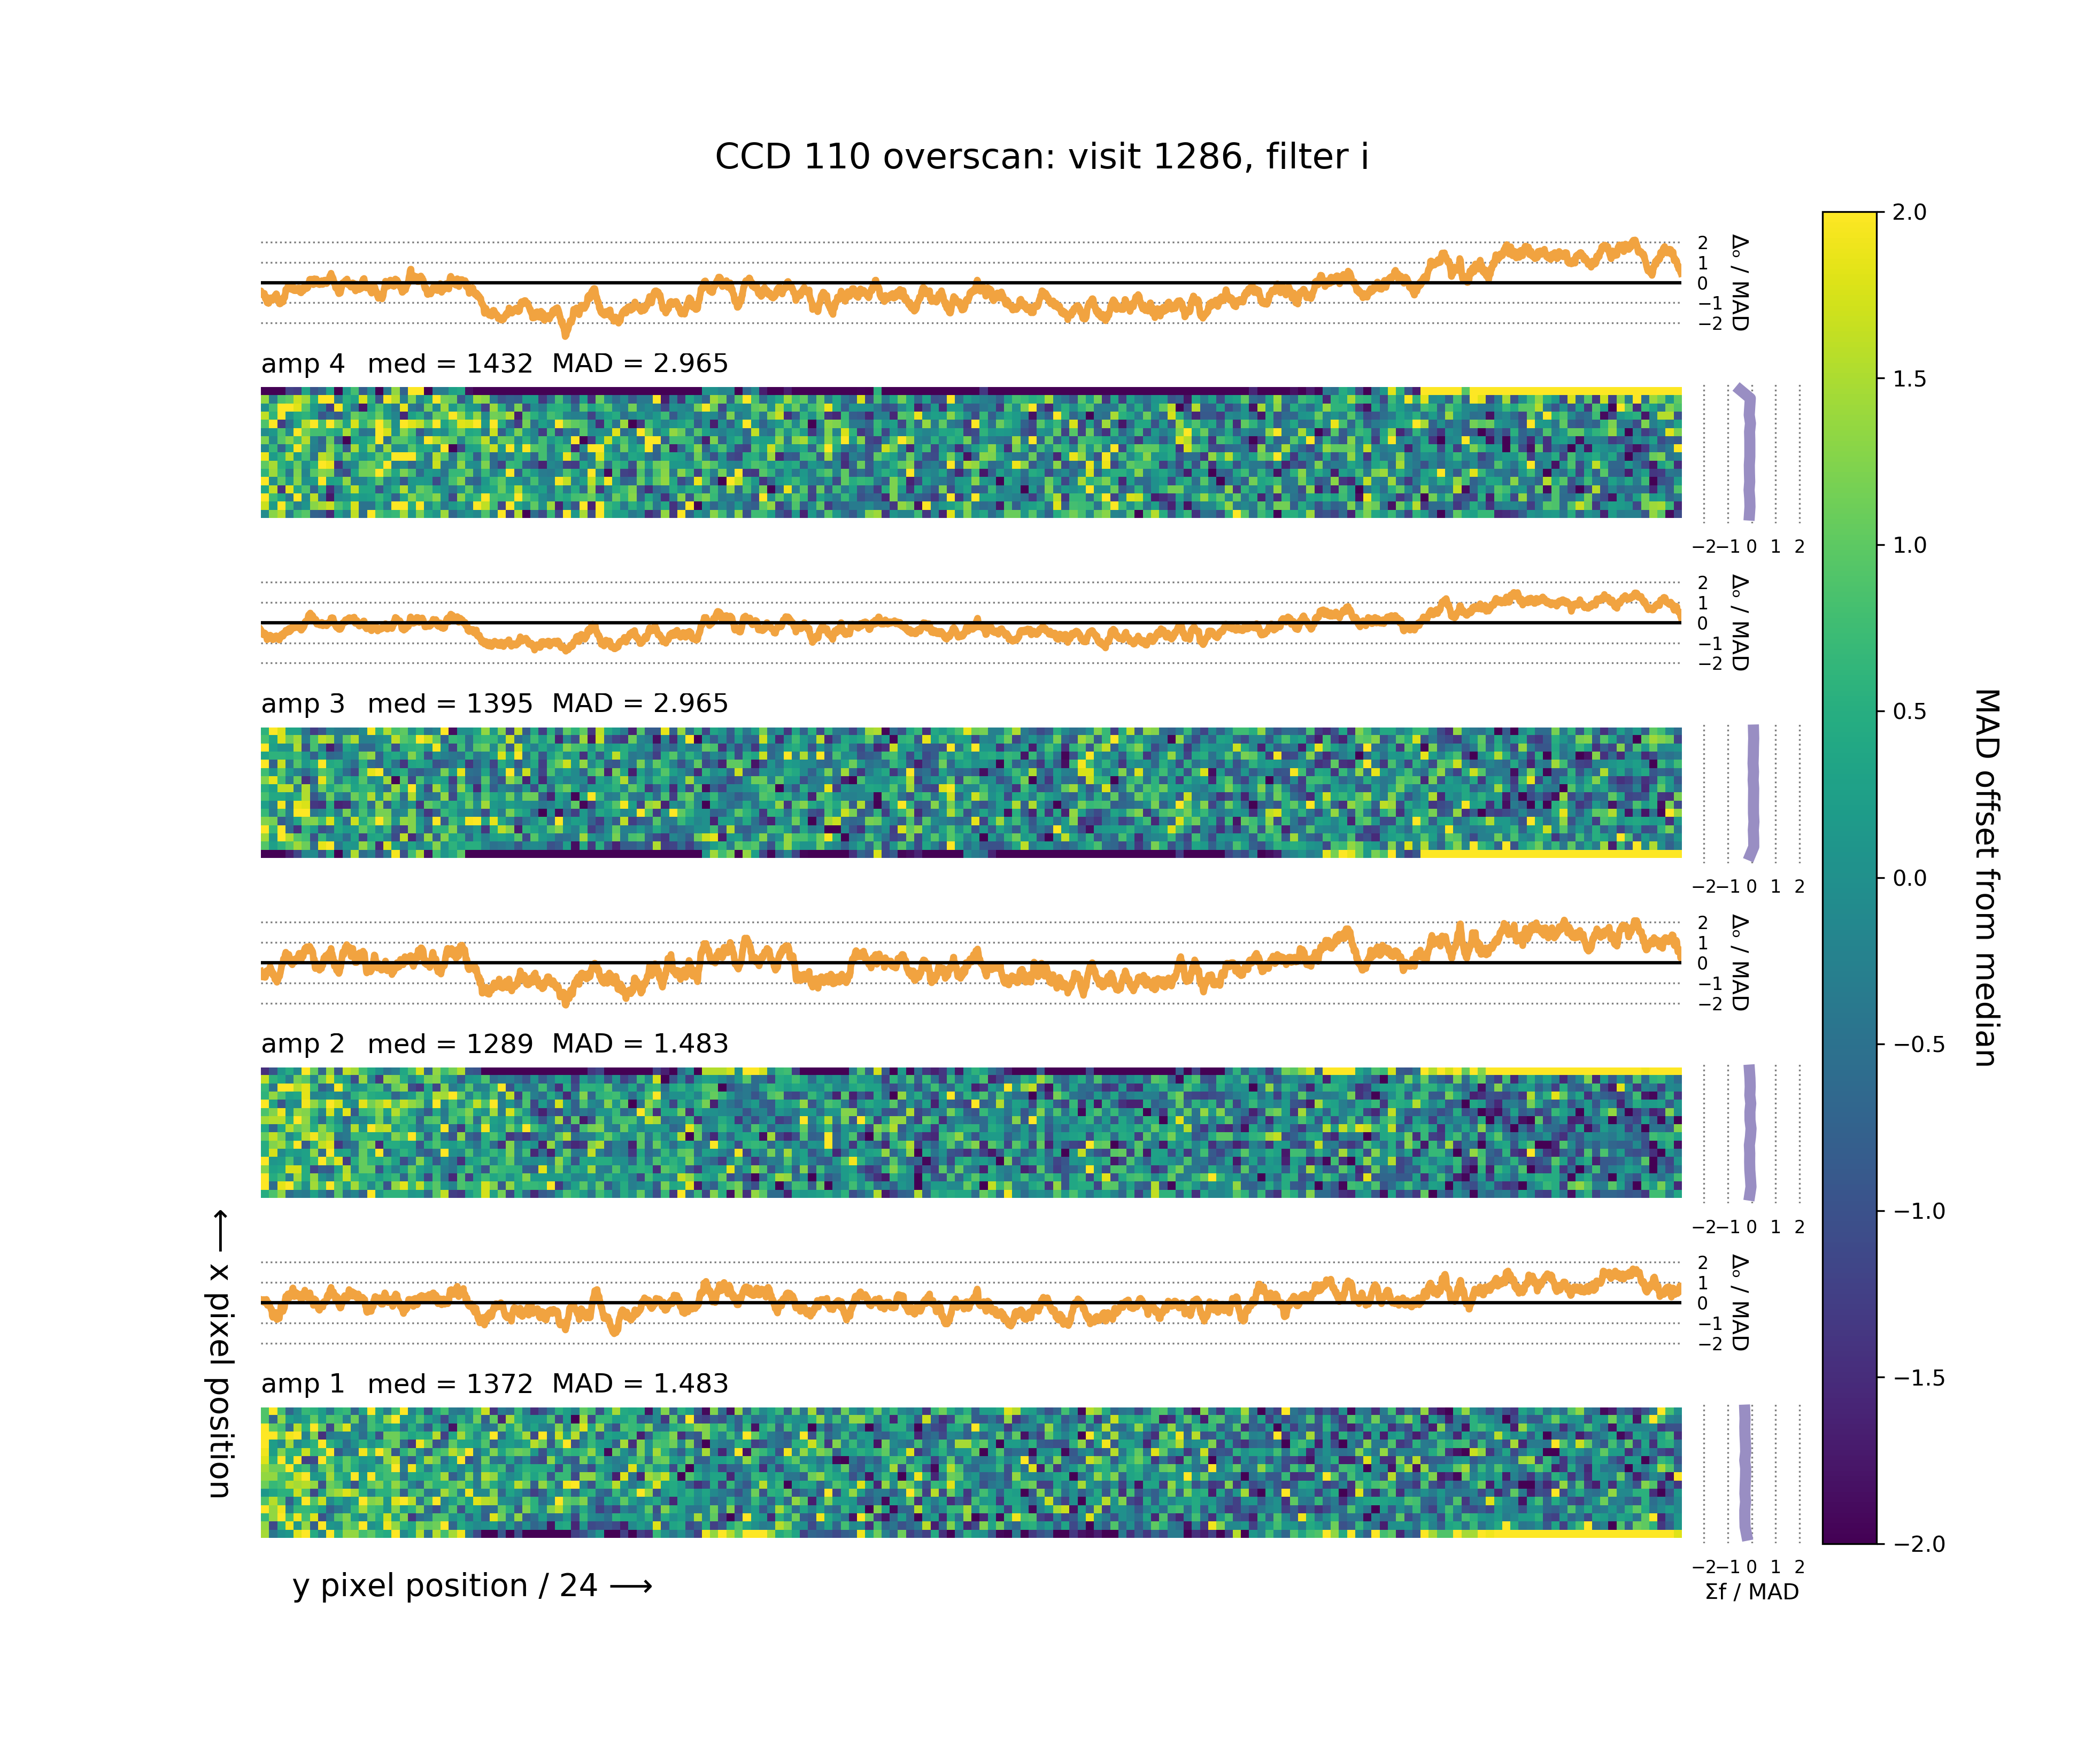 CCD 110 overscan: visit 1286, filter i
2
1
0
−1
−2
Δₒ / MAD
amp 4 med = 1432 MAD = 2.965
−2 −1 0 1 2
2
1
0
−1
−2
Δₒ / MAD
amp 3 med = 1395 MAD = 2.965
−2 −1 0 1 2
2
1
0
−1
−2
Δₒ / MAD
amp 2 med = 1289 MAD = 1.483
−2 −1 0 1 2
2
1
0
−1
−2
Δₒ / MAD
amp 1 med = 1372 MAD = 1.483
−2 −1 0 1 2
Σf / MAD
x pixel position ⟶
y pixel position / 24 ⟶
2.0
1.5
1.0
0.5
0.0
−0.5
−1.0
−1.5
−2.0
MAD offset from median